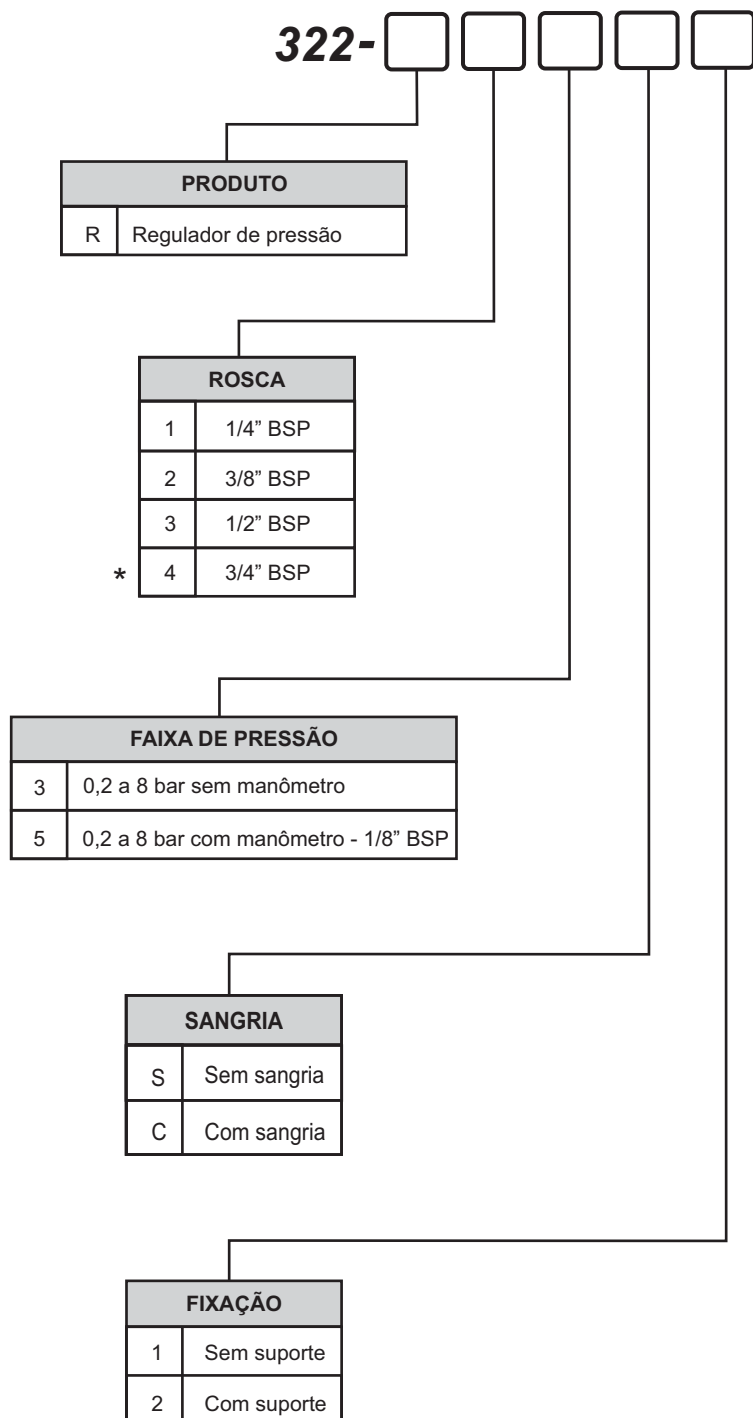 322-
PRODUTO
R Regulador de pressão
ROSCA
1 1/4” BSP
2 3/8” BSP
3 1/2” BSP
* 4 3/4” BSP
FAIXA DE PRESSÃO
3 0,2 a 8 bar sem manômetro
5 0,2 a 8 bar com manômetro - 1/8” BSP
SANGRIA
S Sem sangria
C Com sangria
FIXAÇÃO
1 Sem suporte
2 Com suporte